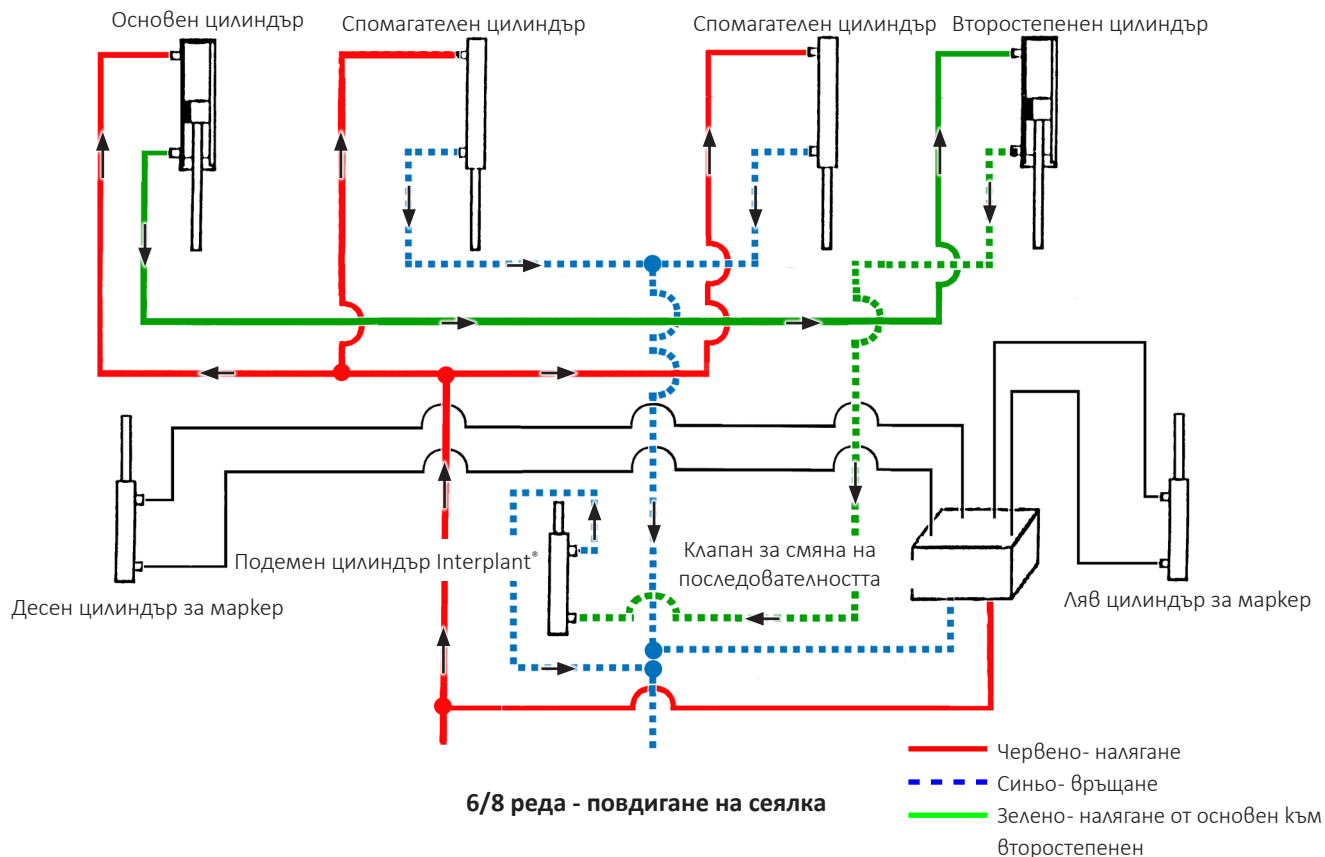 Основен цилиндър
Спомагателен цилиндър
Спомагателен цилиндър
Второстепенен цилиндър
Подемен цилиндър Interplant®
Клапан за смяна на
последователността
Десен цилиндър за маркер
Ляв цилиндър за маркер
Червено- налягане
Синьо- връщане
Зелено- налягане от основен към
второстепенен
6/8 реда - повдигане на сеялка